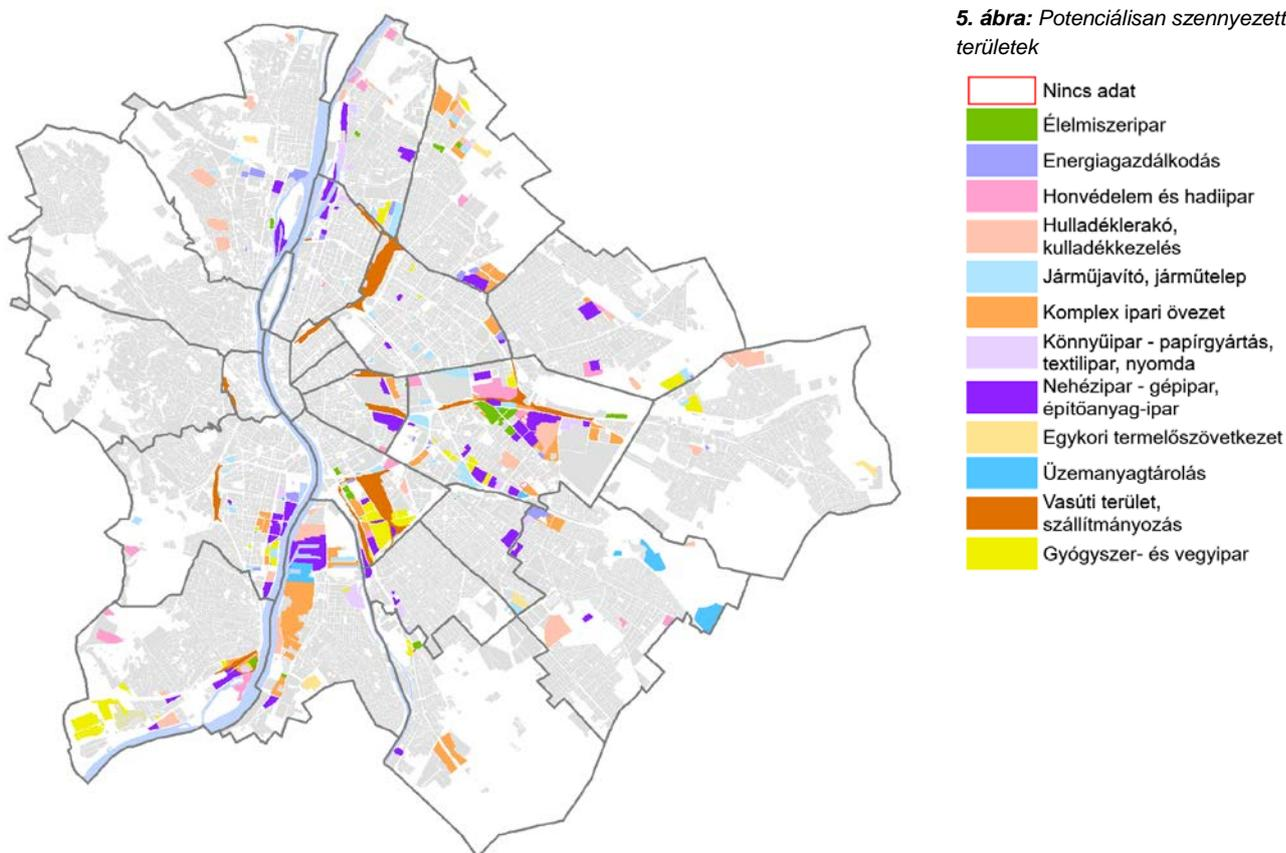 5. ábra: Potenciálisan szennyezett
területek
Nincs adat
Élelmiszeripar
Energiagazdálkodás
Honvédelem és hadiipar
Hulladéklerakó,
kulladékkezelés
Járműjavító, járműtelep
Komplex ipari övezet
Könnyűipar - papírgyártás,
textilipar, nyomda
Nehézipar - gépipar,
építőanyag-ipar
Egykori termelőszövetkezet
Üzemanyagtárolás
Vasúti terület,
szállítmányozás
Gyógyszer- és vegyipar